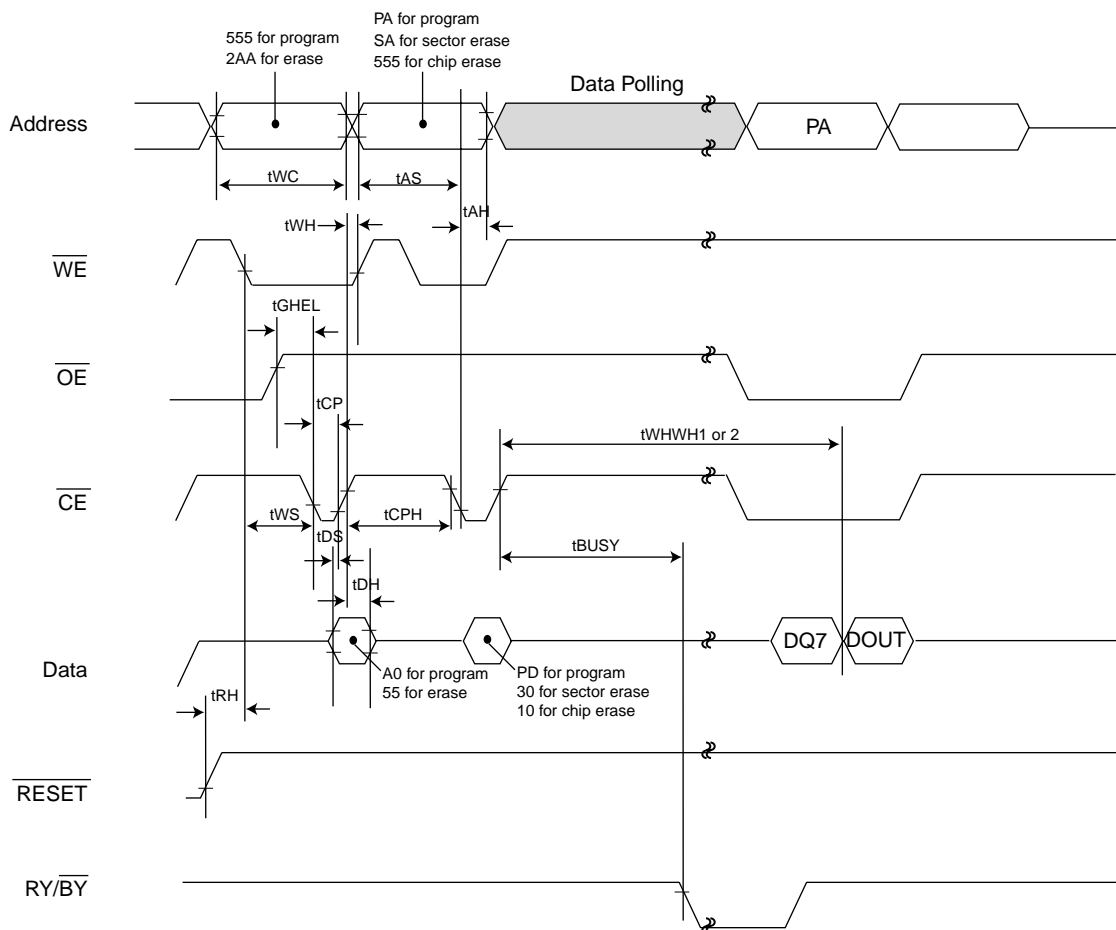 555 for program
2AA for erase
PA for program
SA for sector erase
555 for chip erase
Data Polling
Address
PA
tWC
tAS
tWH
tAH
WE
tGHEL
OE
tCP
tWHWH1 or 2
CE
tWS
tCPH
tDS
tBUSY
tDH
DQ7
DOUT
Data
A0 for program
55 for erase
PD for program
30 for sector erase
10 for chip erase
tRH
RESET
RY/BY